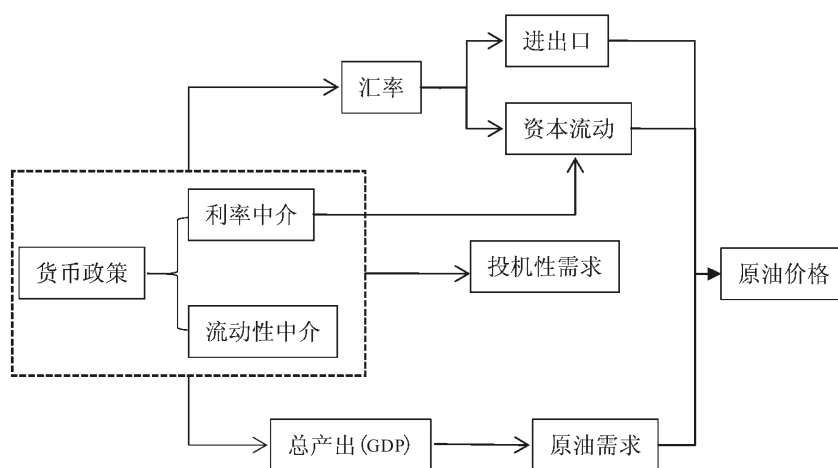 进出口
汇率
资本流动
利率中介
货币政策
投机性需求
原油价格
流动性中介
总产出(GDP)
原油需求